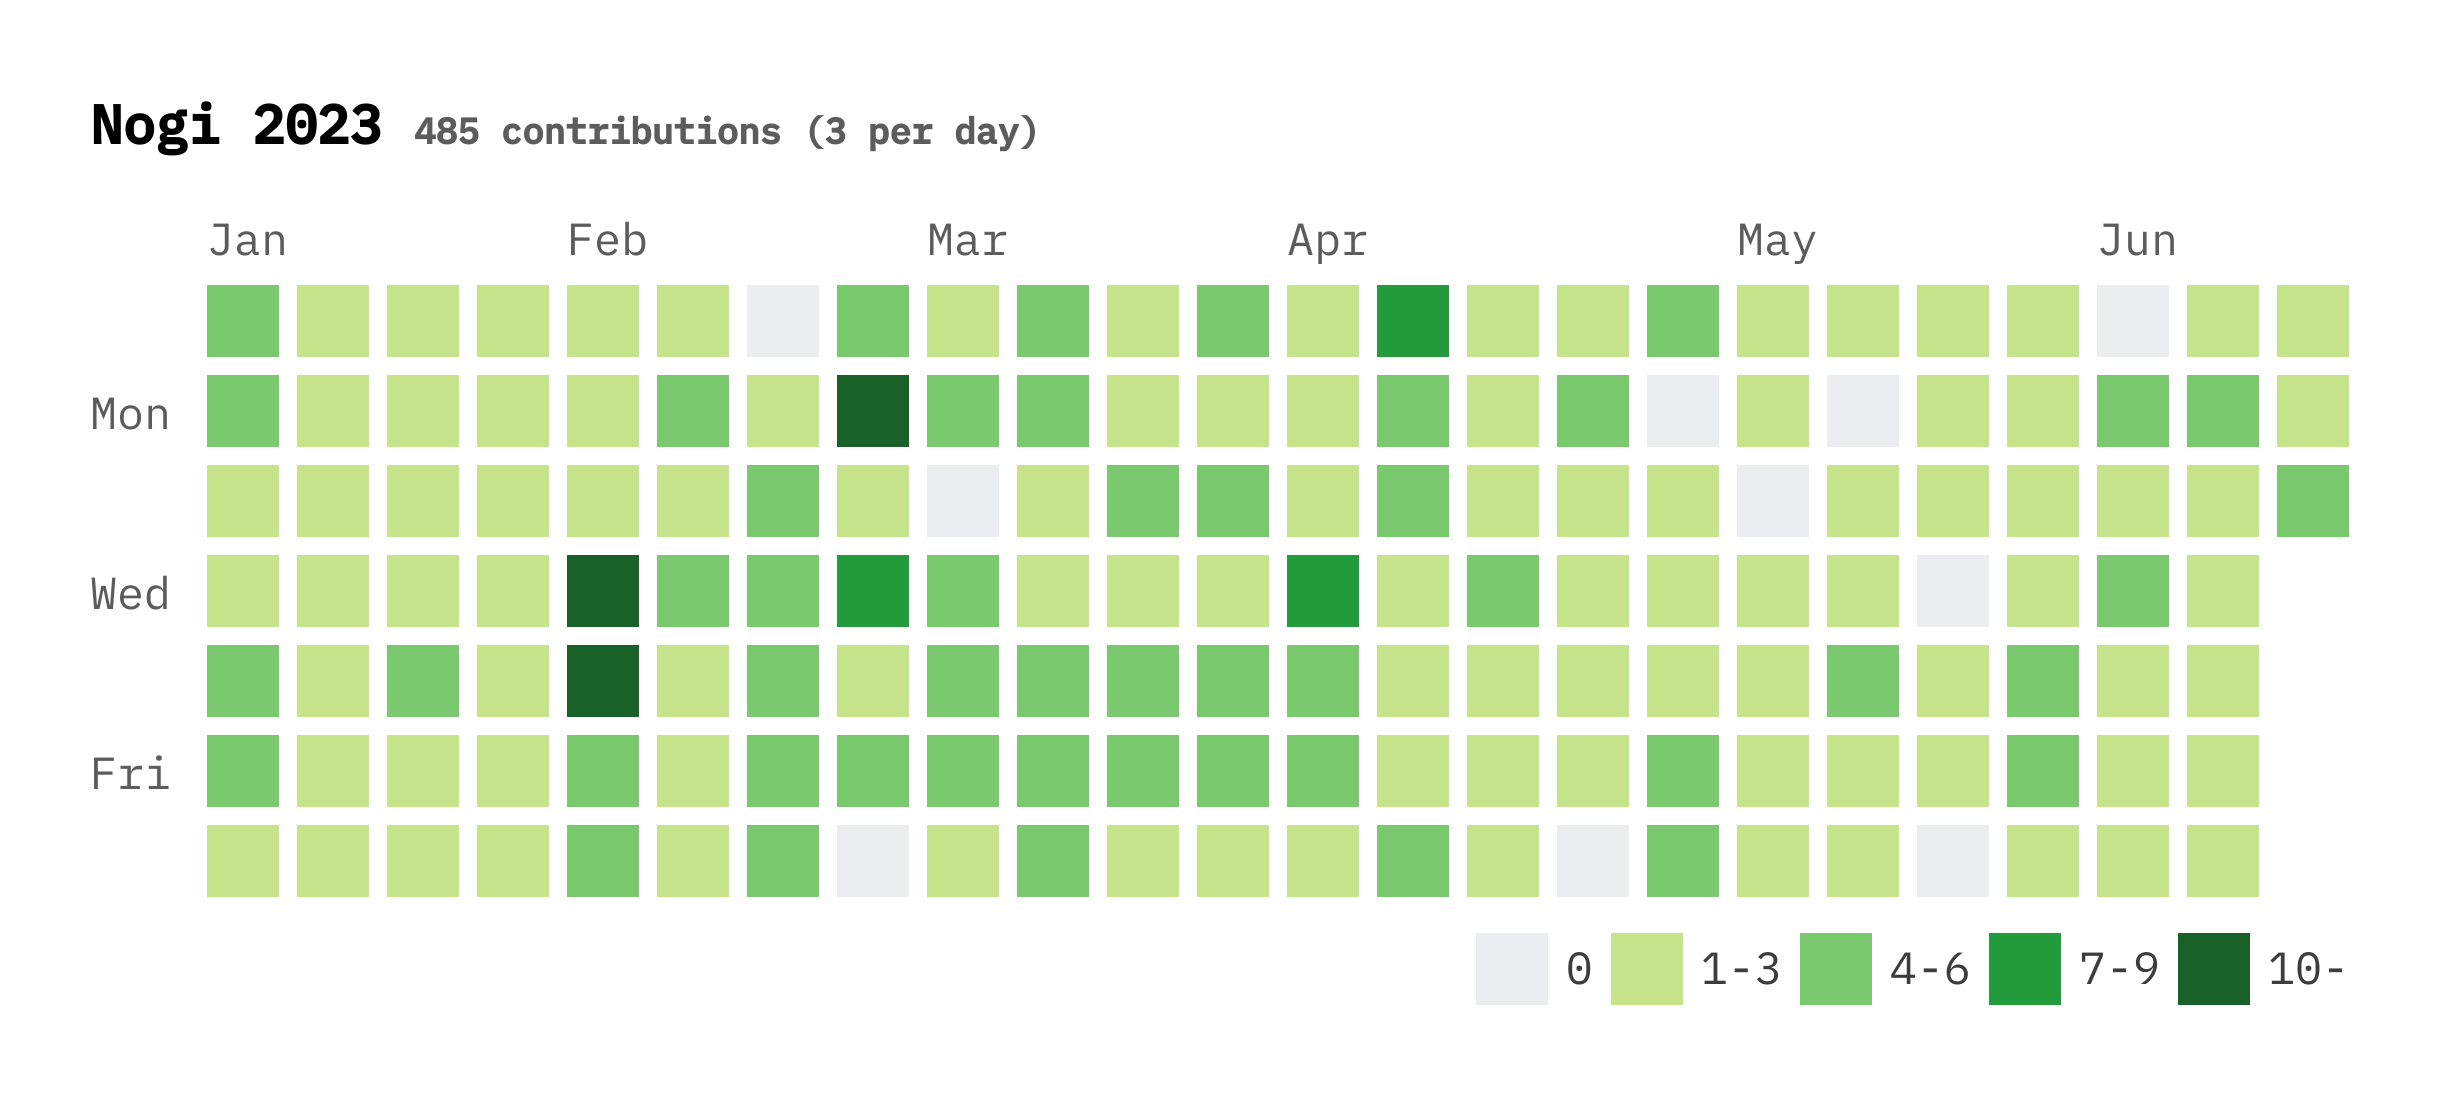 Nogi 2023 485 contributions (3 per day)
Jan Feb Mar Apr May Jun
Mon
Wed
Fri
0 1-3 4-6 7-9 10-